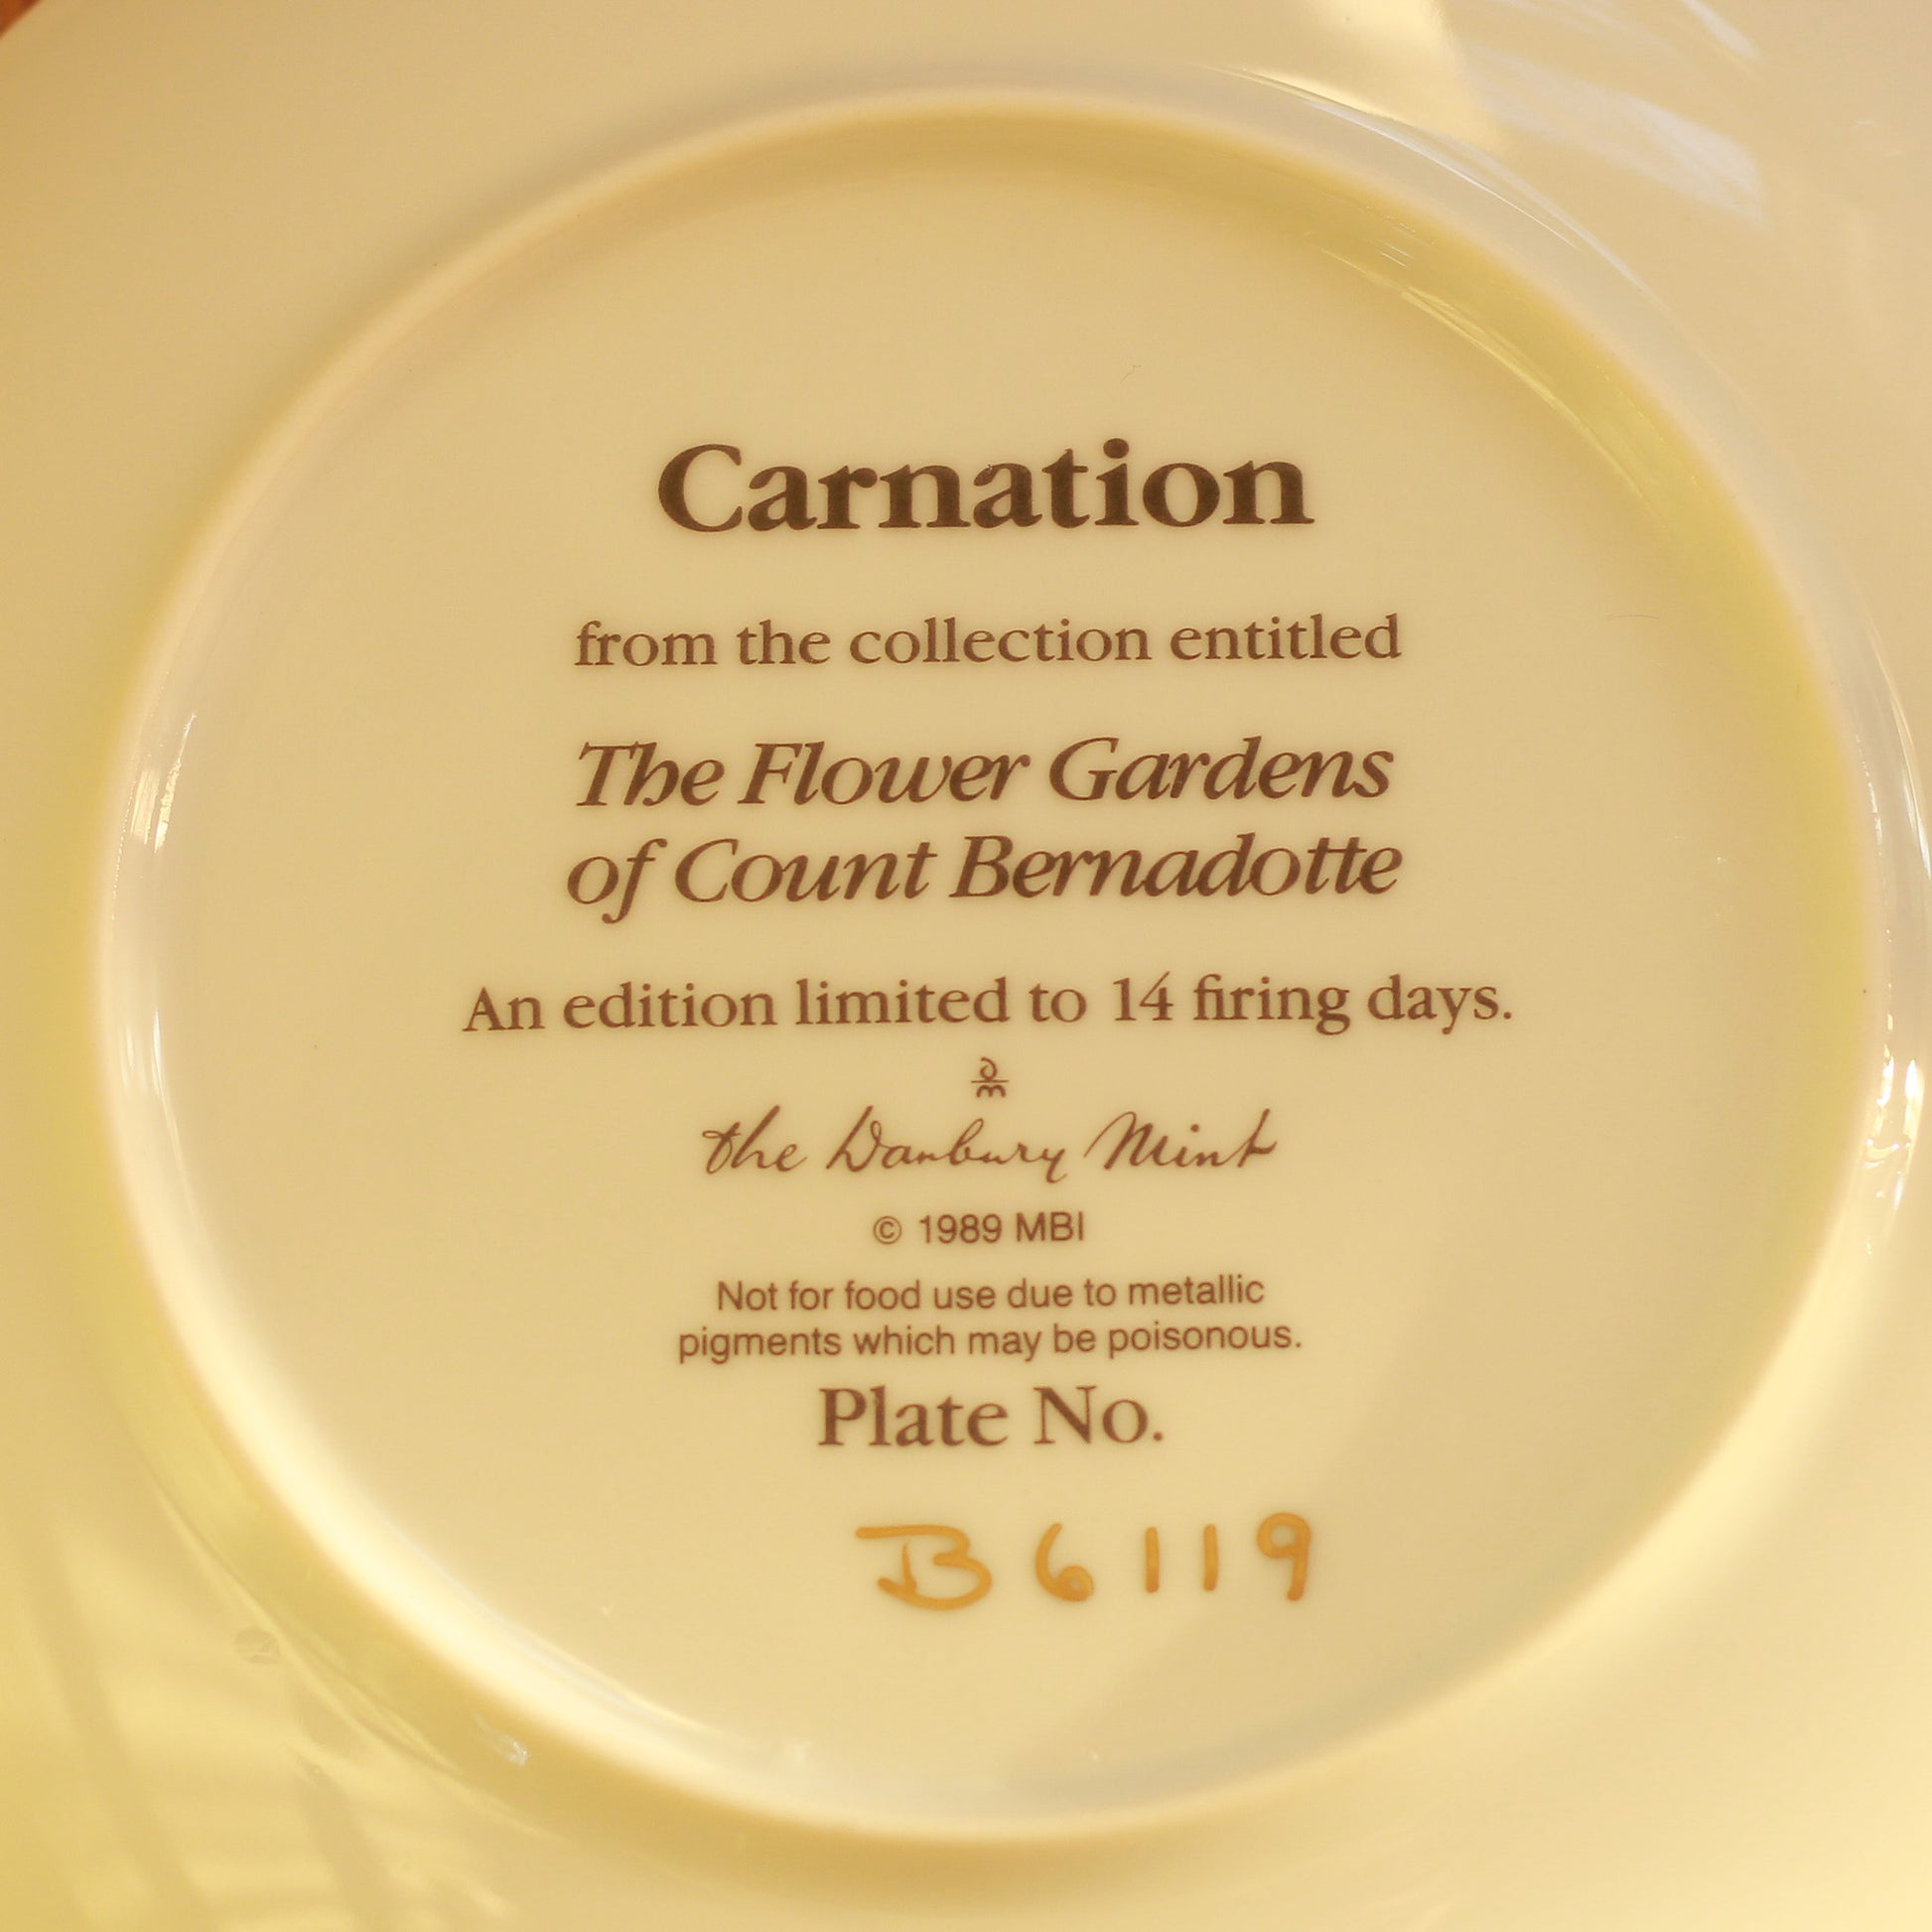 Carnation
from the collection entitled
The Flower Gardens
of Count Bernadotte
An edition limited to 14 firing days.
dm
the Danbury Mint
© 1989 MBI
Not for food use due to metallic
pigments which may be poisonous.
Plate No.
B6119